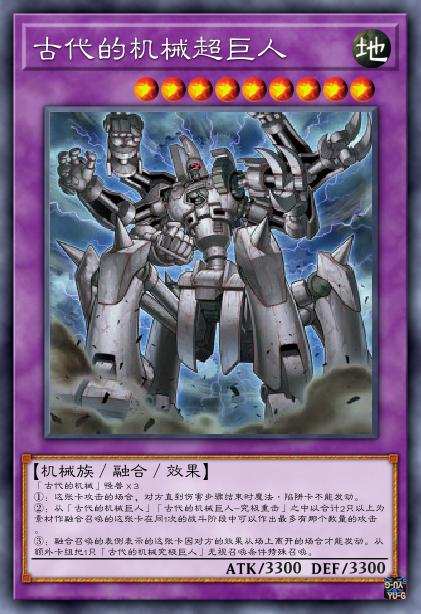 古代的机械超巨人
地
【机械族／融合／效果】
「古代的机械」怪兽×3
①：这张卡攻击的场合，对方直到伤害步骤结束时魔法·陷阱卡不能发动。
②：从「古代的机械巨人」「古代的机械巨人-究极重击」之中以合计2只以上为
素材作融合召唤的这张卡在同1次的战斗阶段中可以作出最多有那个数量的攻击
。
③：融合召唤的表侧表示的这张卡因对方的效果从场上离开的场合才能发动。从
额外卡组把1只「古代的机械究极巨人」无视召唤条件特殊召唤。
ATK/3300 DEF/3300